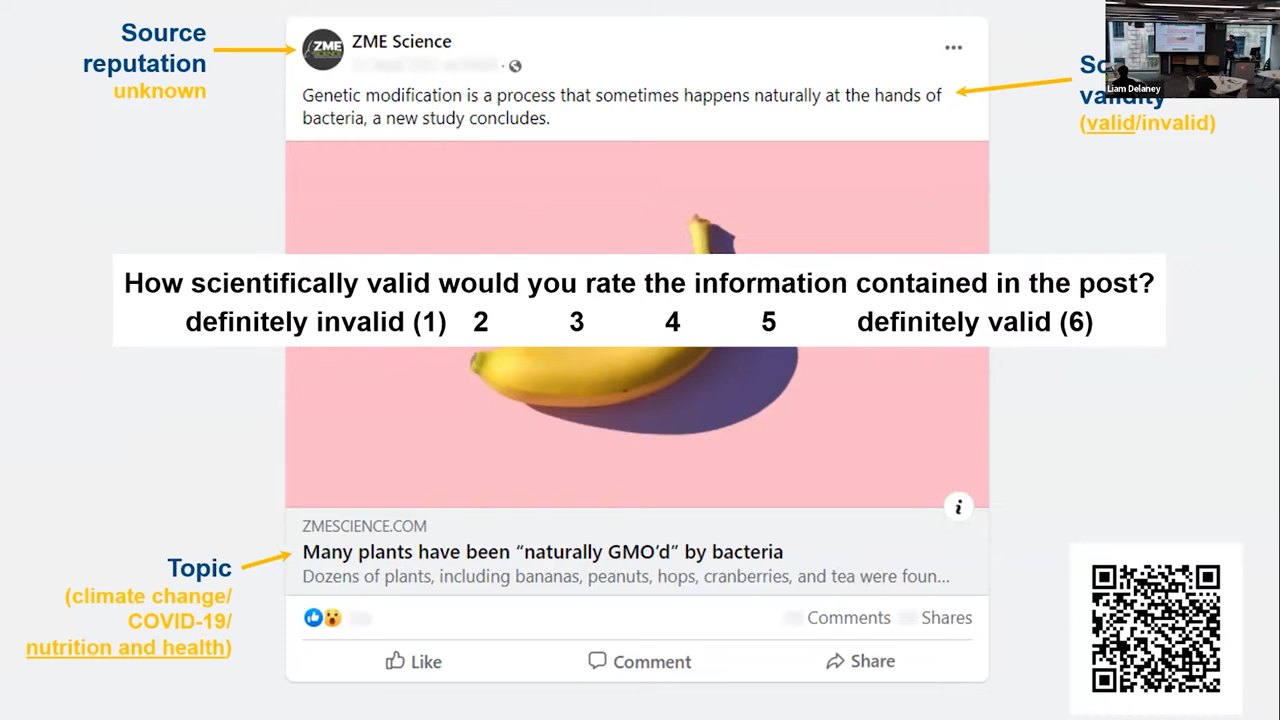 Source
reputation
unknown
ZME
SCIENCE
ZME Science
Genetic modification is a process that sometimes happens naturally at the hands of
bacteria, a new study concludes.
Liam Delaney
validity
(valid/invalid)
How scientifically valid would you rate the information contained in the post?
definitely invalid (1) 2 3 4 5 definitely valid (6)
i
ZMESCIENCE.COM
Many plants have been “naturally GMO’d” by bacteria
Dozens of plants, including bananas, peanuts, hops, cranberries, and tea were foun...
Topic
(climate change/
COVID-19/
nutrition and health)
Comments Shares
Like Comment Share